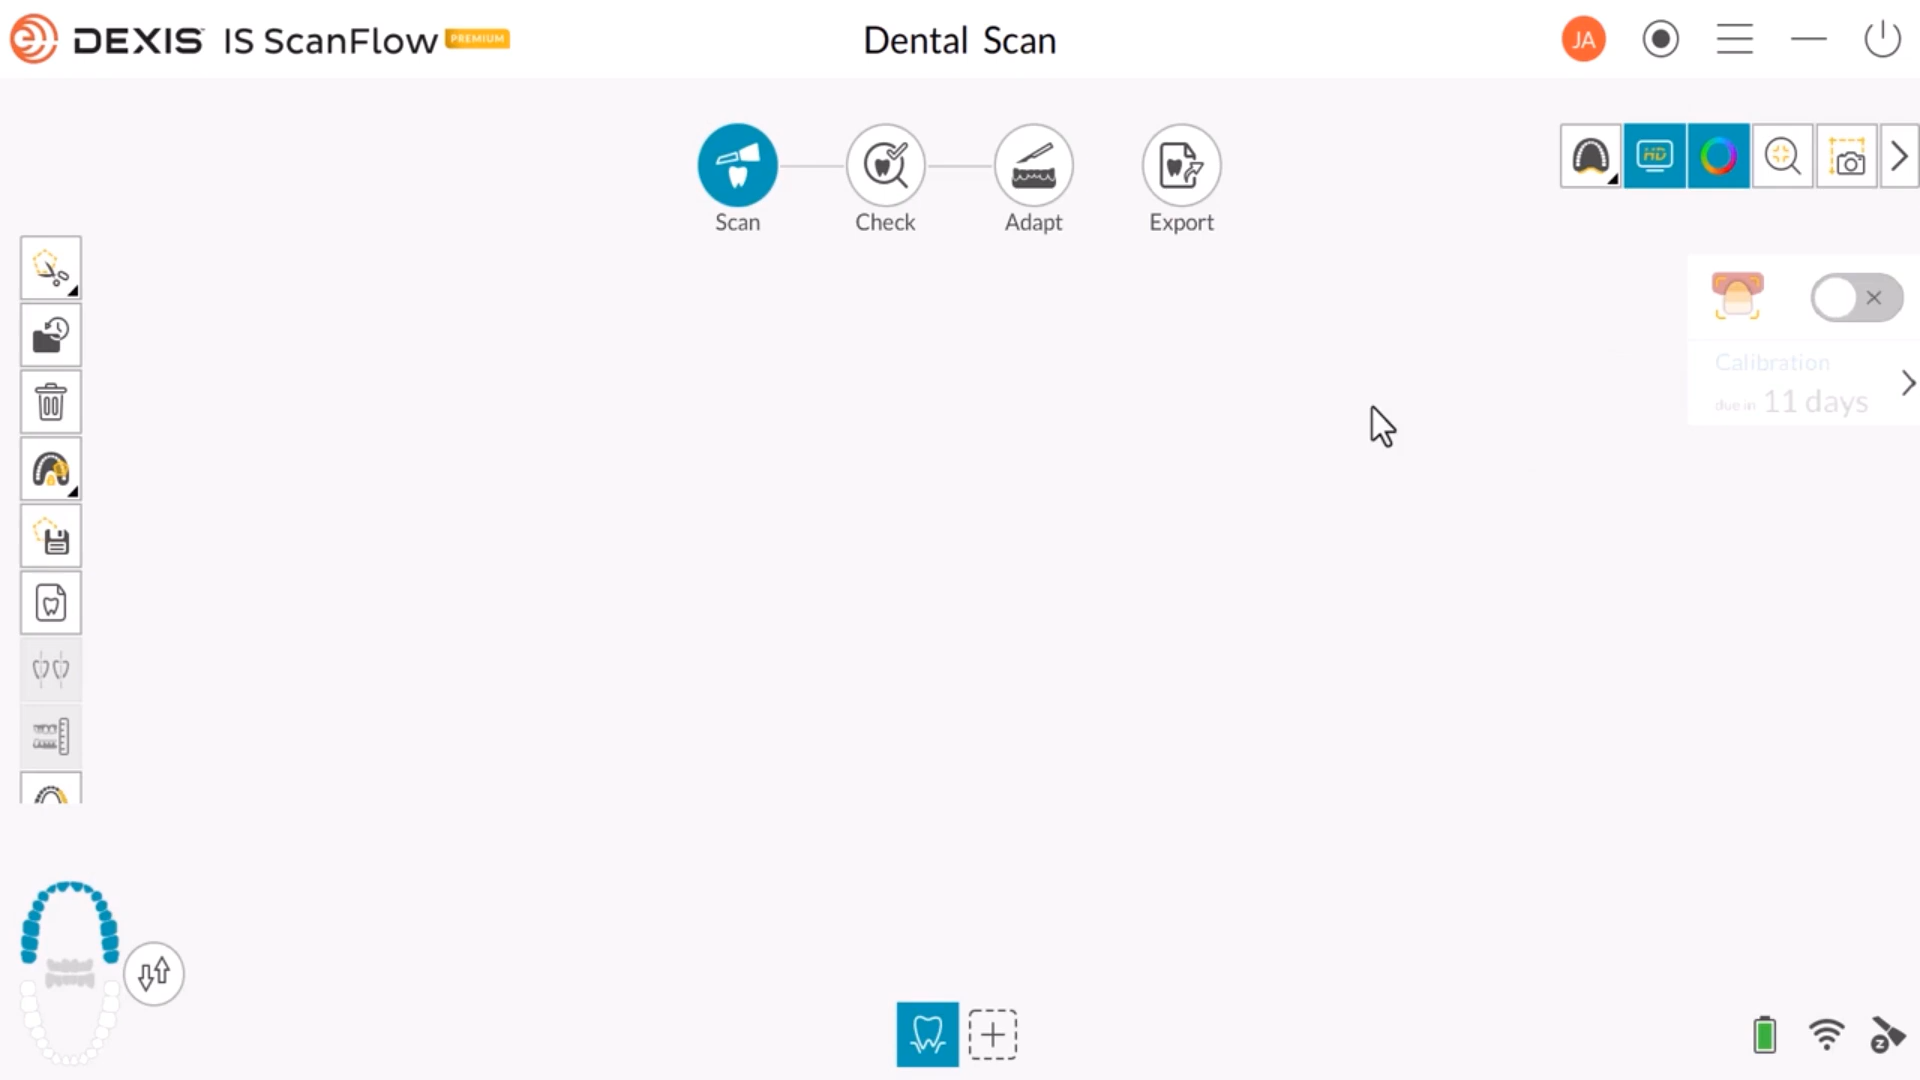 DEXIS IS ScanFlow PREMIUM
Dental Scan
JA
HD
Scan
Check
Adapt
Export
Calibration
due in 11 days
z